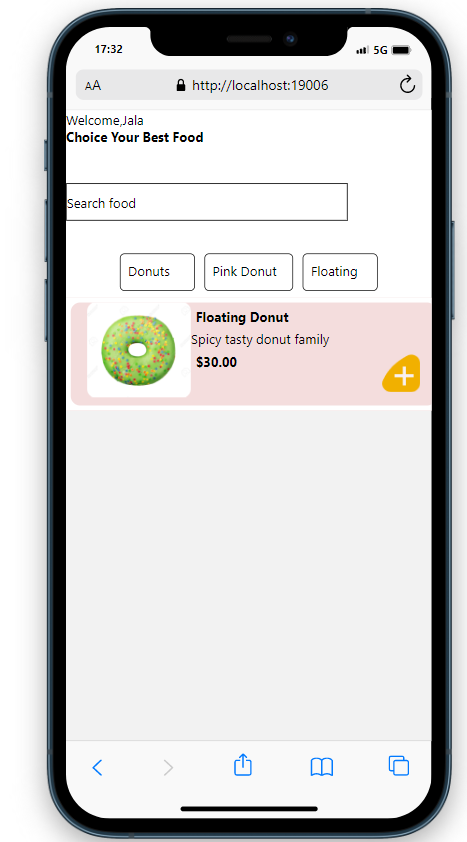 17:32
5G
AA
http://localhost:19006
Welcome,Jala
Choice Your Best Food
Search food
Donuts
Pink Donut
Floating
Floating Donut
Spicy tasty donut family
$30.00